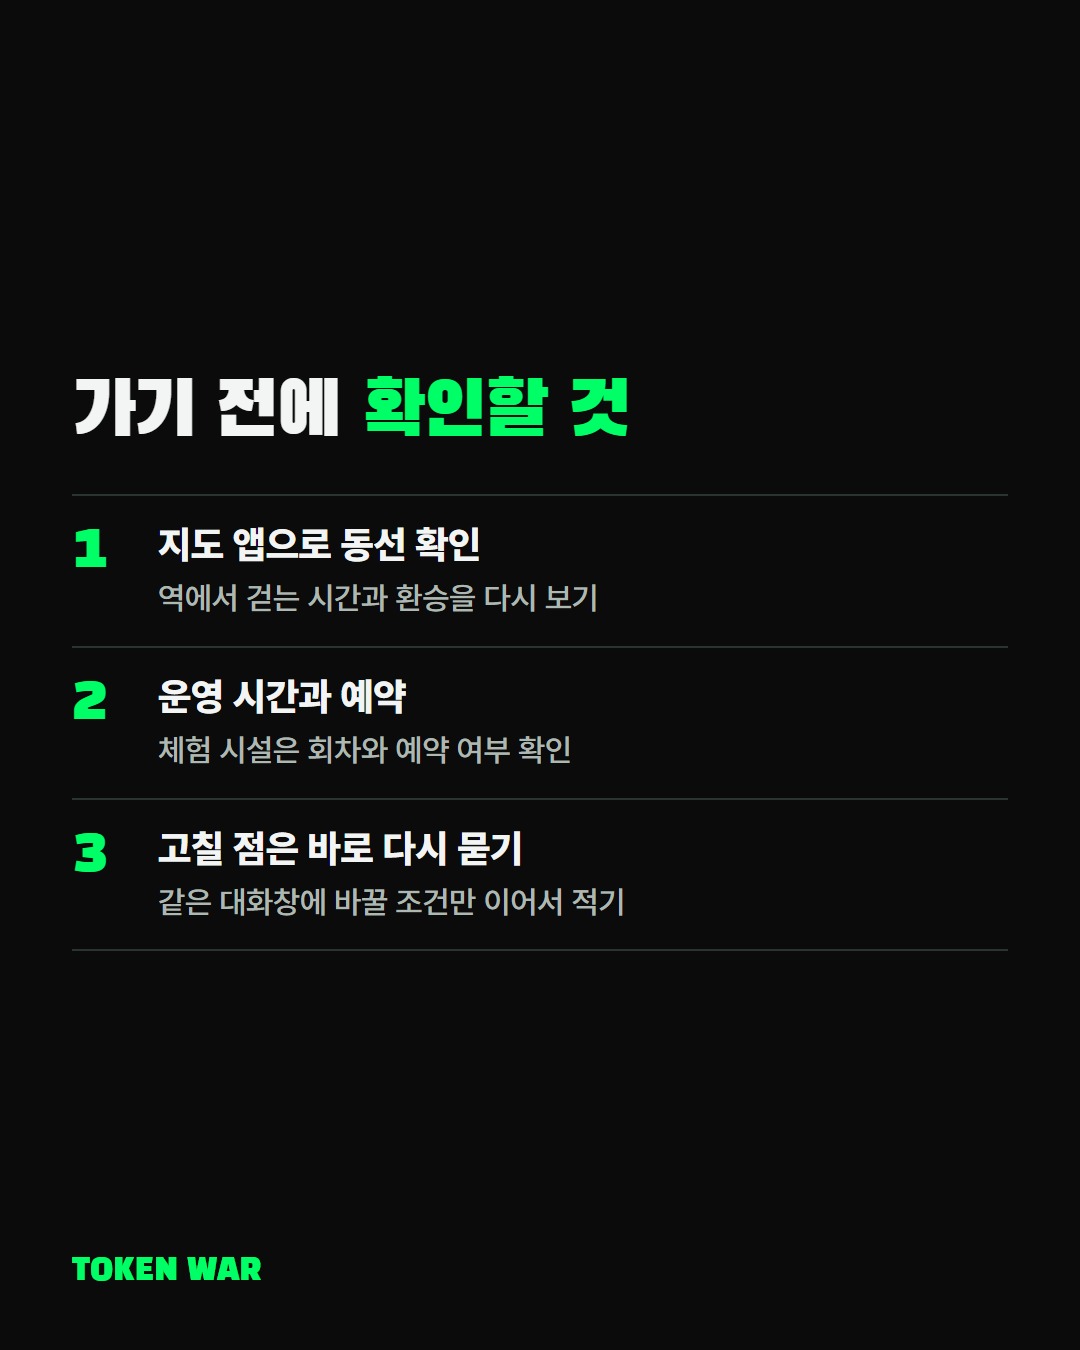 가기 전에 확인할 것
1 지도 앱으로 동선 확인
역에서 걷는 시간과 환승을 다시 보기
2 운영 시간과 예약
체험 시설은 회차와 예약 여부 확인
3 고칠 점은 바로 다시 묻기
같은 대화창에 바꿀 조건만 이어서 적기
TOKEN WAR